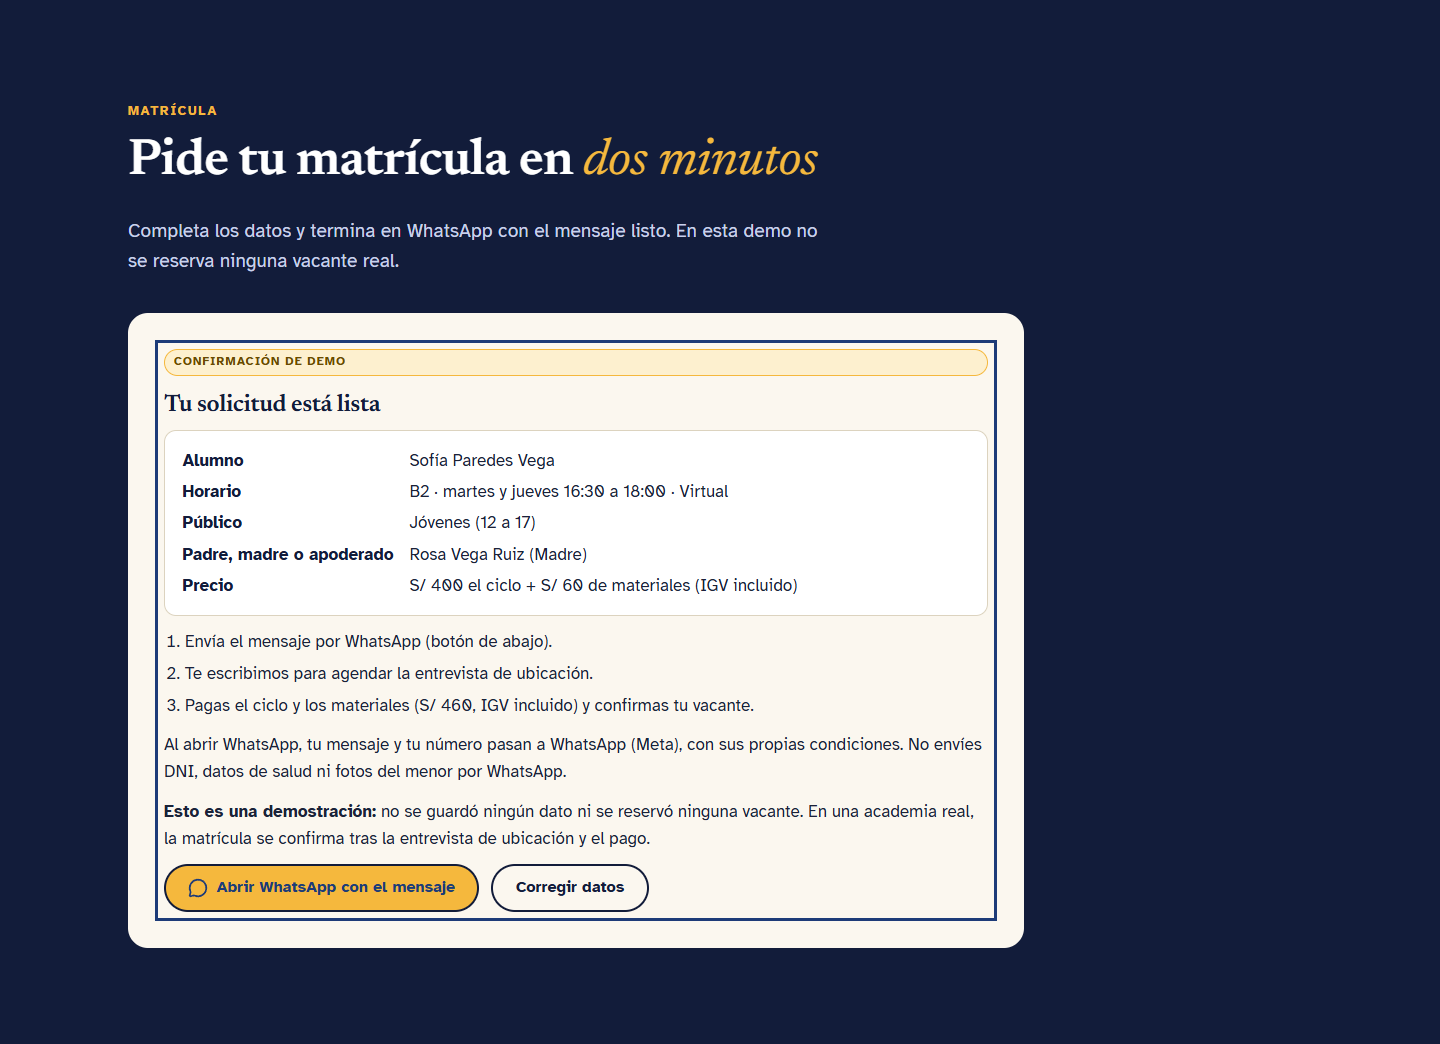 MATRÍCULA
Pide tu matrícula en dos minutos
Completa los datos y termina en WhatsApp con el mensaje listo. En esta demo no
se reserva ninguna vacante real.
CONFIRMACIÓN DE DEMO
Tu solicitud está lista
Alumno Sofía Paredes Vega
Horario B2 · martes y jueves 16:30 a 18:00 · Virtual
Público Jóvenes (12 a 17)
Padre, madre o apoderado Rosa Vega Ruiz (Madre)
Precio S/ 400 el ciclo + S/ 60 de materiales (IGV incluido)
1. Envía el mensaje por WhatsApp (botón de abajo).
2. Te escribimos para agendar la entrevista de ubicación.
3. Pagas el ciclo y los materiales (S/ 460, IGV incluido) y confirmas tu vacante.
Al abrir WhatsApp, tu mensaje y tu número pasan a WhatsApp (Meta), con sus propias condiciones. No envíes
DNI, datos de salud ni fotos del menor por WhatsApp.
Esto es una demostración: no se guardó ningún dato ni se reservó ninguna vacante. En una academia real,
la matrícula se confirma tras la entrevista de ubicación y el pago.
Abrir WhatsApp con el mensaje Corregir datos